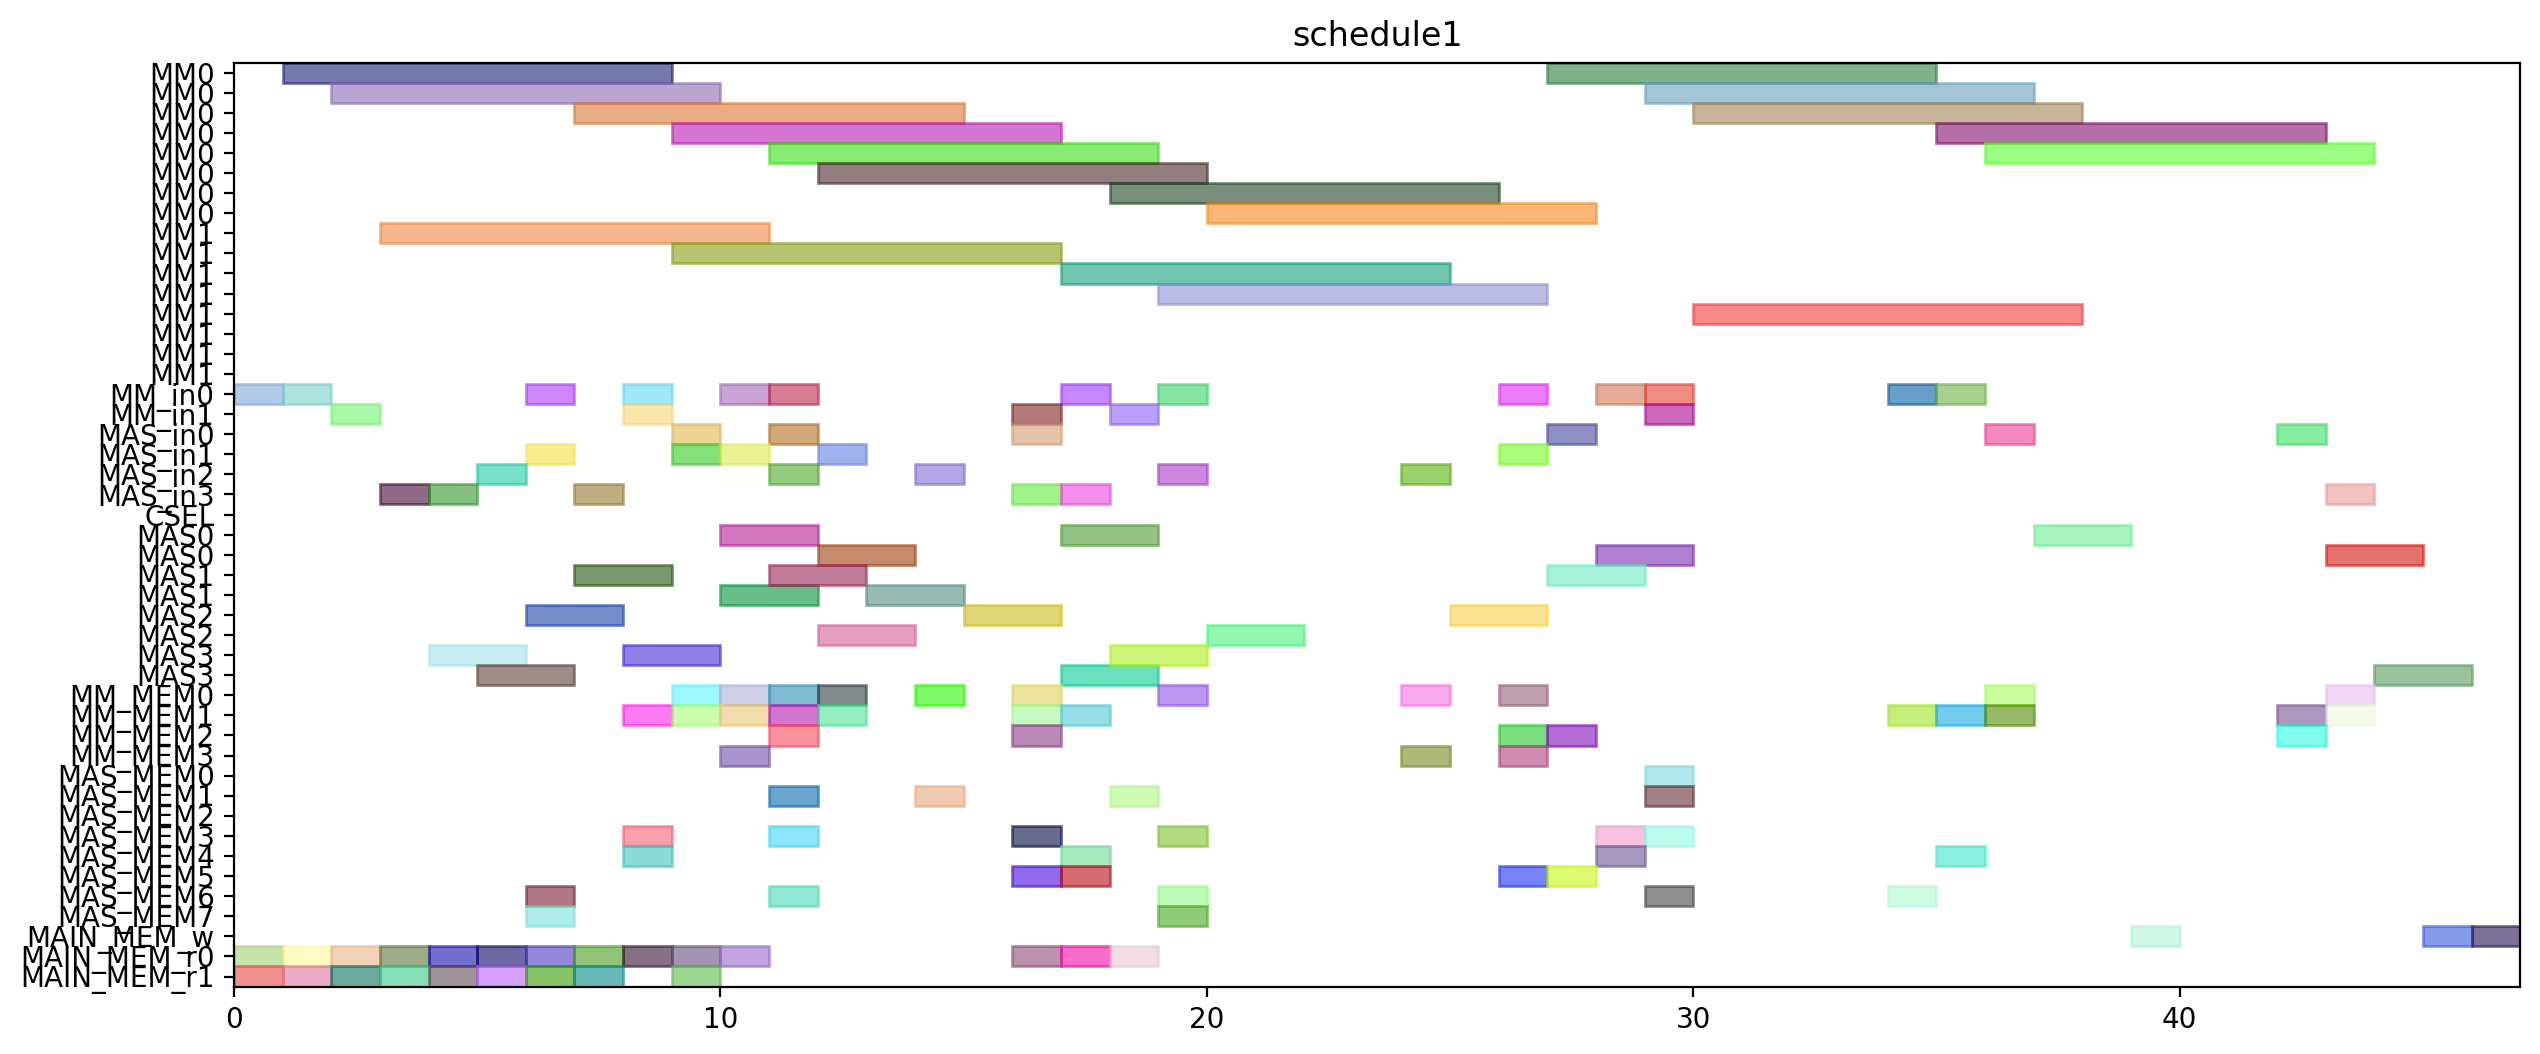 schedule1
MM0
MM0
MM0
MM0
MM0
MM0
MM0
MM0
MM1
MM1
MM1
MM1
MM1
MM1
MM1
MM1
MM_in0
MM_in1
MAS_in0
MAS_in1
MAS_in2
MAS_in3
CSEL
MAS0
MAS0
MAS1
MAS1
MAS2
MAS2
MAS3
MAS3
MM_MEM0
MM_MEM1
MM_MEM2
MM_MEM3
MAS_MEM0
MAS_MEM1
MAS_MEM2
MAS_MEM3
MAS_MEM4
MAS_MEM5
MAS_MEM6
MAS_MEM7
MAIN_MEM_w
MAIN_MEM_r0
MAIN_MEM_r1
0 10 20 30 40